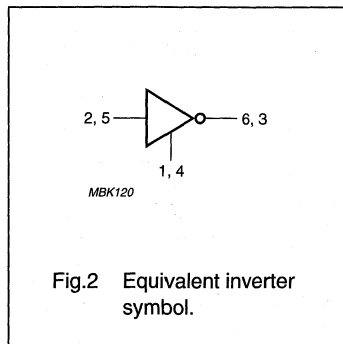 2, 5
6, 3
1, 4
MBK120
Fig.2 Equivalent inverter
symbol.